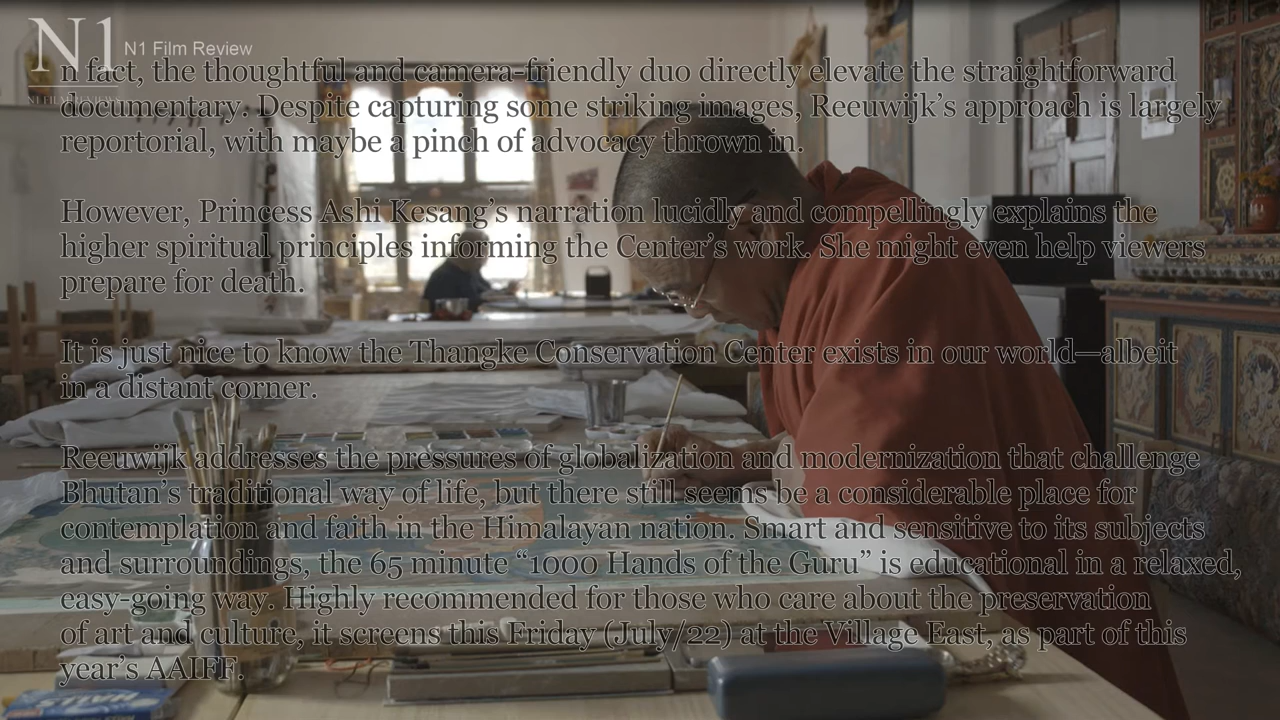 N1
N1 Film Review
N1 FILM REVIEW
n fact, the thoughtful and camera-friendly duo directly elevate the straightforward
documentary. Despite capturing some striking images, Reeuwijk’s approach is largely
reportorial, with maybe a pinch of advocacy thrown in.
However, Princess Ashi Kesang’s narration lucidly and compellingly explains the
higher spiritual principles informing the Center’s work. She might even help viewers
prepare for death.
It is just nice to know the Thangke Conservation Center exists in our world—albeit
in a distant corner.
Reeuwijk addresses the pressures of globalization and modernization that challenge
Bhutan’s traditional way of life, but there still seems be a considerable place for
contemplation and faith in the Himalayan nation. Smart and sensitive to its subjects
and surroundings, the 65 minute “1000 Hands of the Guru” is educational in a relaxed,
easy-going way. Highly recommended for those who care about the preservation
of art and culture, it screens this Friday (July/22) at the Village East, as part of this
year’s AAIFF.
HALLS